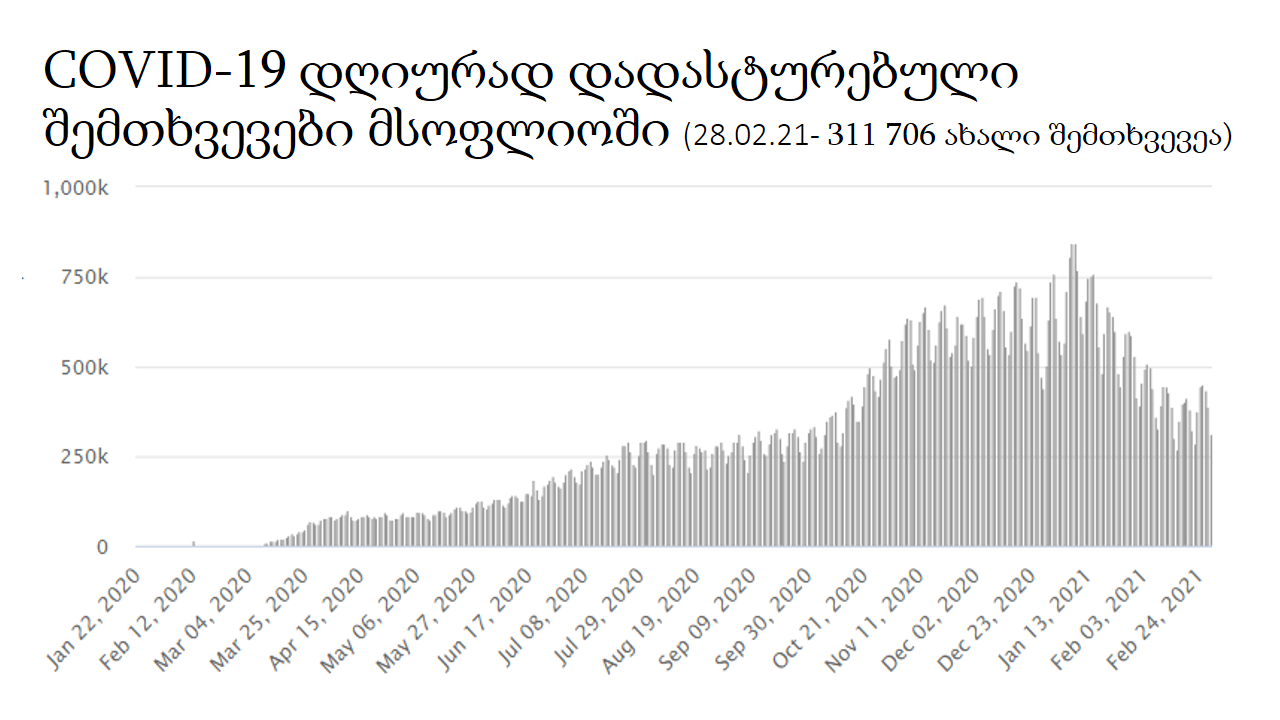 COVID-19 დღიურად დადასტურებული
შემთხვევები მსოფლიოში (28.02.21- 311 706 ახალი შემთხვევეა)
1,000k
750k
500k
250k
0
Jan 22, 2020
Feb 12, 2020
Mar 04, 2020
Mar 25, 2020
Apr 15, 2020
May 06, 2020
May 27, 2020
Jun 17, 2020
Jul 08, 2020
Jul 29, 2020
Aug 19, 2020
Sep 09, 2020
Sep 30, 2020
Oct 21, 2020
Nov 11, 2020
Dec 02, 2020
Dec 23, 2020
Jan 13, 2021
Feb 03, 2021
Feb 24, 2021